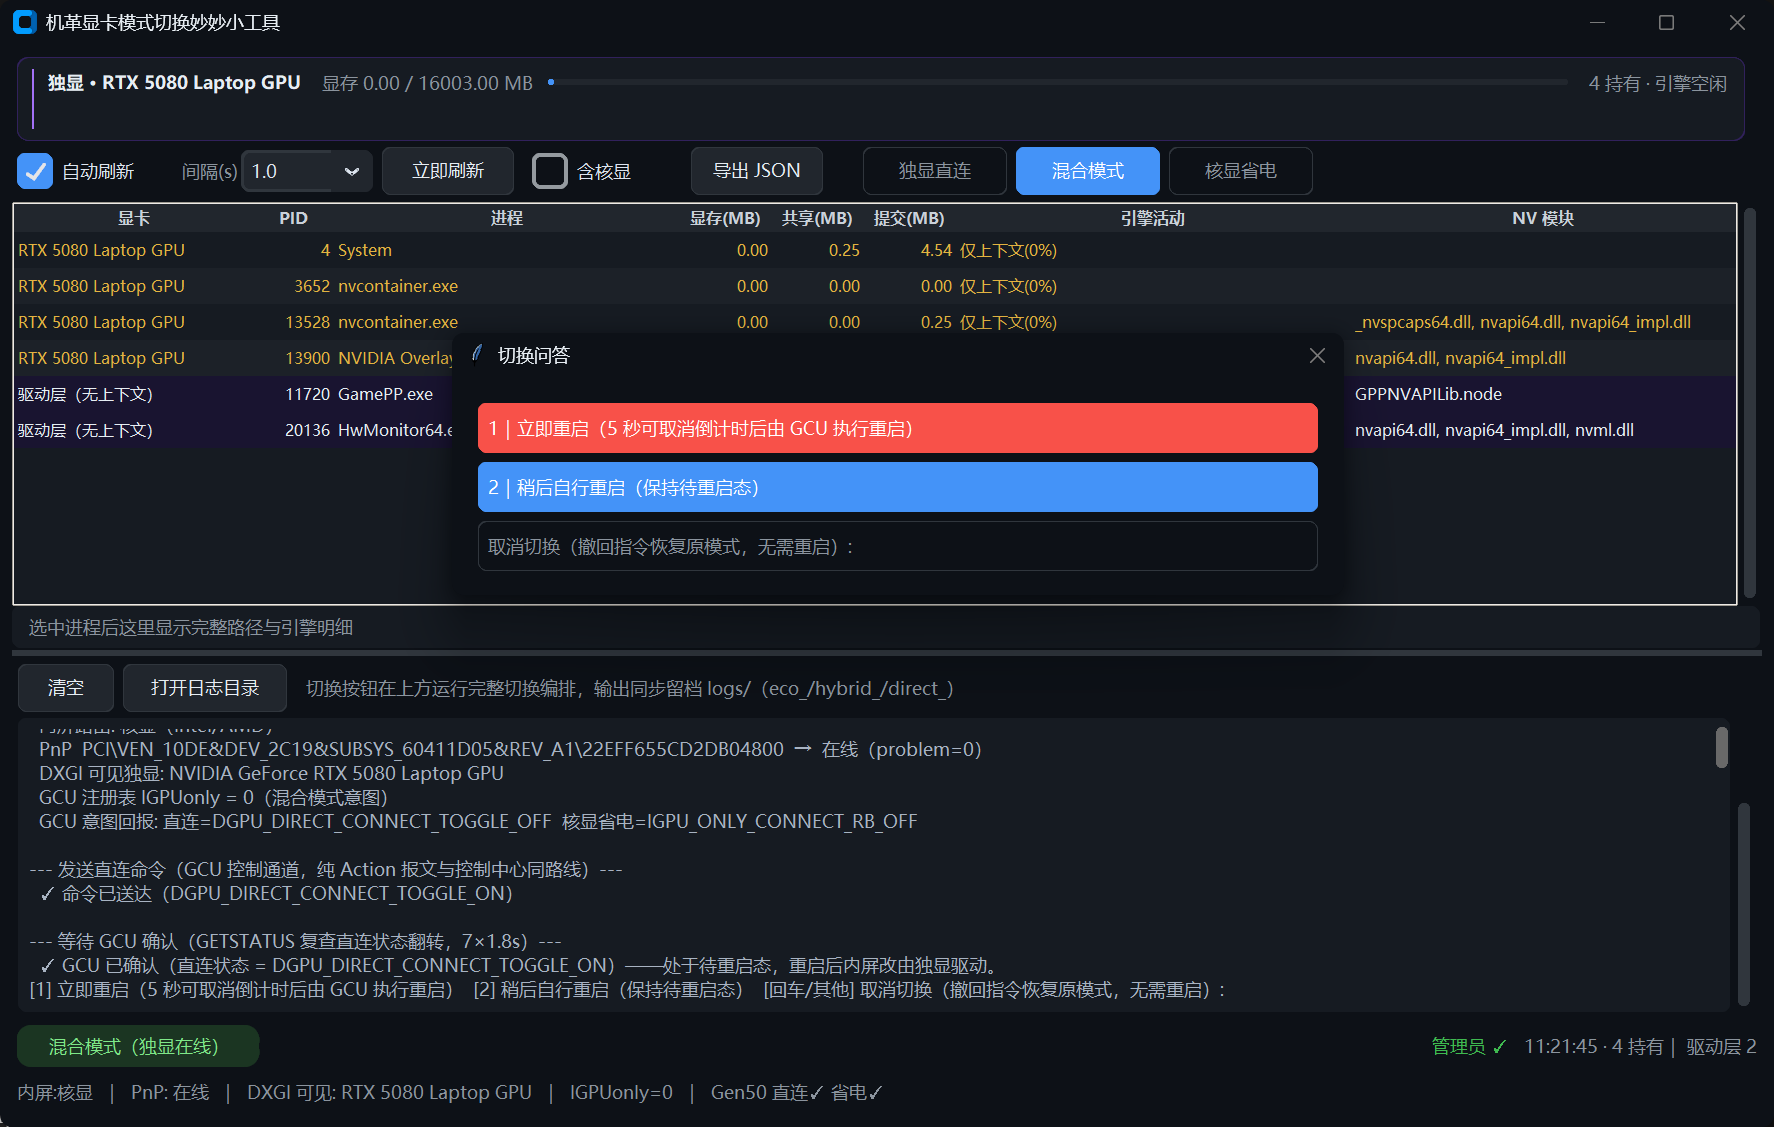 机革显卡模式切换妙妙小工具
独显 • RTX 5080 Laptop GPU 显存 0.00 / 16003.00 MB 4 持有 · 引擎空闲
自动刷新 间隔(s) 1.0 立即刷新 含核显 导出 JSON 独显直连 混合模式 核显省电
显卡 PID 进程 显存(MB) 共享(MB) 提交(MB) 引擎活动 NV 模块
RTX 5080 Laptop GPU 4 System 0.00 0.25 4.54 仅上下文(0%)
RTX 5080 Laptop GPU 3652 nvcontainer.exe 0.00 0.00 0.00 仅上下文(0%)
RTX 5080 Laptop GPU 13528 nvcontainer.exe 0.00 0.00 0.25 仅上下文(0%) _nvspcaps64.dll, nvapi64.dll, nvapi64_impl.dll
RTX 5080 Laptop GPU 13900 NVIDIA Overlay nvapi64.dll, nvapi64_impl.dll
驱动层（无上下文） 11720 GamePP.exe GPPNVAPILib.node
驱动层（无上下文） 20136 HwMonitor64.e nvapi64.dll, nvapi64_impl.dll, nvml.dll
切换问答
1 | 立即重启（5 秒可取消倒计时后由 GCU 执行重启）
2 | 稍后自行重启（保持待重启态）
取消切换（撤回指令恢复原模式，无需重启）:
选中进程后这里显示完整路径与引擎明细
清空 打开日志目录 切换按钮在上方运行完整切换编排，输出同步留档 logs/（eco_/hybrid_/direct_）
内屏路由: 核显（Intel/AMD）
PnP PCI\VEN_10DE&DEV_2C19&SUBSYS_60411D05&REV_A1\22EFF655CD2DB04800 → 在线（problem=0）
DXGI 可见独显: NVIDIA GeForce RTX 5080 Laptop GPU
GCU 注册表 IGPUonly = 0（混合模式意图）
GCU 意图回报: 直连=DGPU_DIRECT_CONNECT_TOGGLE_OFF 核显省电=IGPU_ONLY_CONNECT_RB_OFF
--- 发送直连命令（GCU 控制通道，纯 Action 报文与控制中心同路线）---
✓ 命令已送达（DGPU_DIRECT_CONNECT_TOGGLE_ON）
--- 等待 GCU 确认（GETSTATUS 复查直连状态翻转，7×1.8s）---
✓ GCU 已确认（直连状态 = DGPU_DIRECT_CONNECT_TOGGLE_ON）——处于待重启态，重启后内屏改由独显驱动。
[1] 立即重启（5 秒可取消倒计时后由 GCU 执行重启） [2] 稍后自行重启（保持待重启态） [回车/其他] 取消切换（撤回指令恢复原模式，无需重启）:
混合模式（独显在线） 管理员 ✓ 11:21:45 · 4 持有 | 驱动层 2
内屏:核显 | PnP: 在线 | DXGI 可见: RTX 5080 Laptop GPU | IGPUonly=0 | Gen50 直连✓ 省电✓